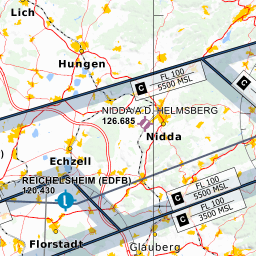 Lich
Hungen
C
FL 100
5500 MSL
C
NIDDA/A.D. HELMSBERG
126.685
Nidda
Echzell
REICHELSHEIM (EDFB)
120.430
L
C
FL 100
5500 MSL
C
FL 100
3500 MSL
Florstadt
Glauberg